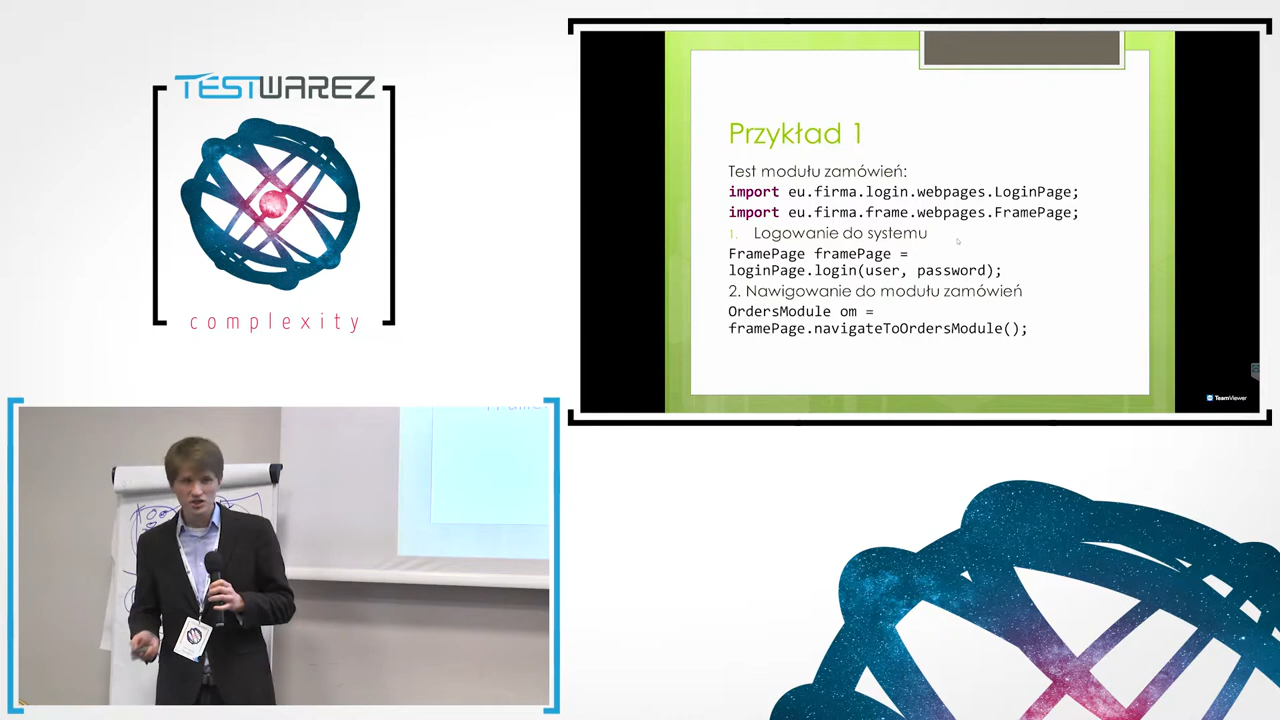 TESTWAREZ
complexity
Przykład 1
Test modułu zamówień:
import eu.firma.login.webpages.LoginPage;
import eu.firma.frame.webpages.FramePage;
1. Logowanie do systemu
FramePage framePage =
loginPage.login(user, password);
2. Nawigowanie do modułu zamówień
OrdersModule om =
framePage.navigateToOrdersModule();
TeamViewer